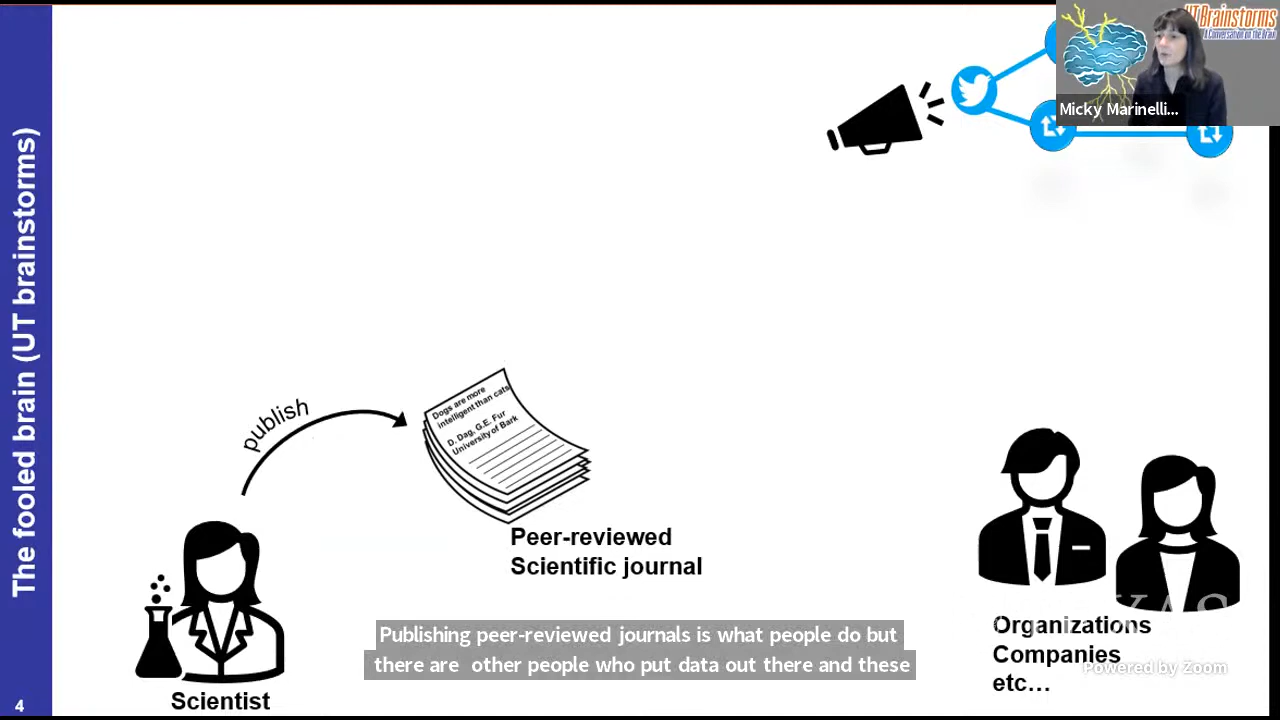 The fooled brain (UT brainstorms)
4
UTBrainstorms
A Conversation on the Brain
Micky Marinelli...
publish
Dogs are more
intelligent than cats
D. Dag, G.E. Fur
University of Bark
Peer-reviewed
Scientific journal
Scientist
Organizations
Companies
etc...
Powered by Zoom
Publishing peer-reviewed journals is what people do but
there are other people who put data out there and these